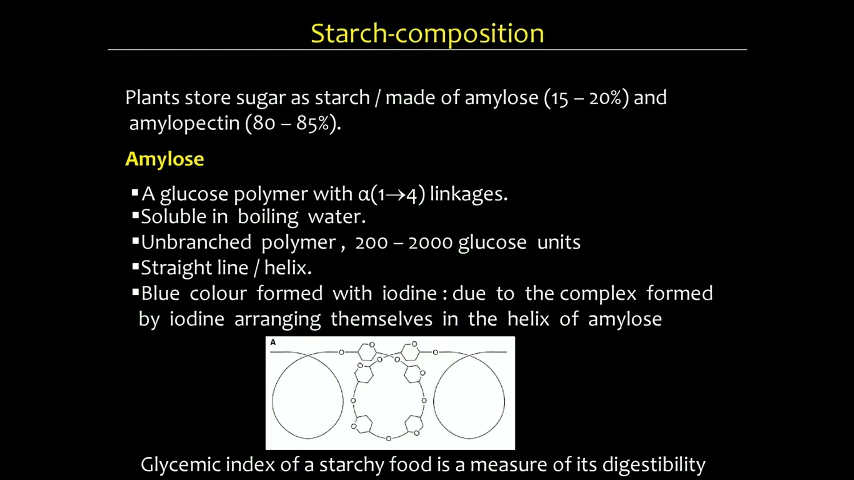 Starch-composition
Plants store sugar as starch / made of amylose (15 – 20%) and
amylopectin (80 – 85%).
Amylose
▪A glucose polymer with α(1→4) linkages.
▪Soluble in boiling water.
▪Unbranched polymer , 200 – 2000 glucose units
▪Straight line / helix.
▪Blue colour formed with iodine : due to the complex formed
by iodine arranging themselves in the helix of amylose
A
O O O O
O O O O
O O
O O
O
Glycemic index of a starchy food is a measure of its digestibility